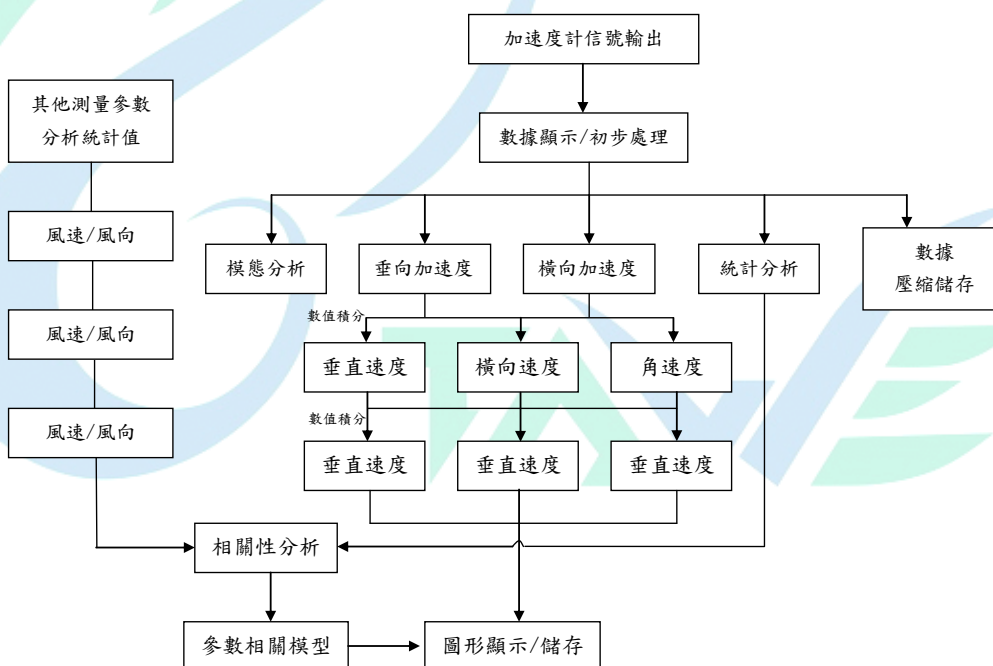 加速度計信號輸出
其他測量參數
分析統計值
數據顯示/初步處理
風速/風向
模態分析
垂向加速度
橫向加速度
統計分析
數據
壓縮儲存
風速/風向
數值積分
垂直速度
橫向速度
角速度
風速/風向
數值積分
垂直速度
垂直速度
垂直速度
相關性分析
參數相關模型
圖形顯示/儲存